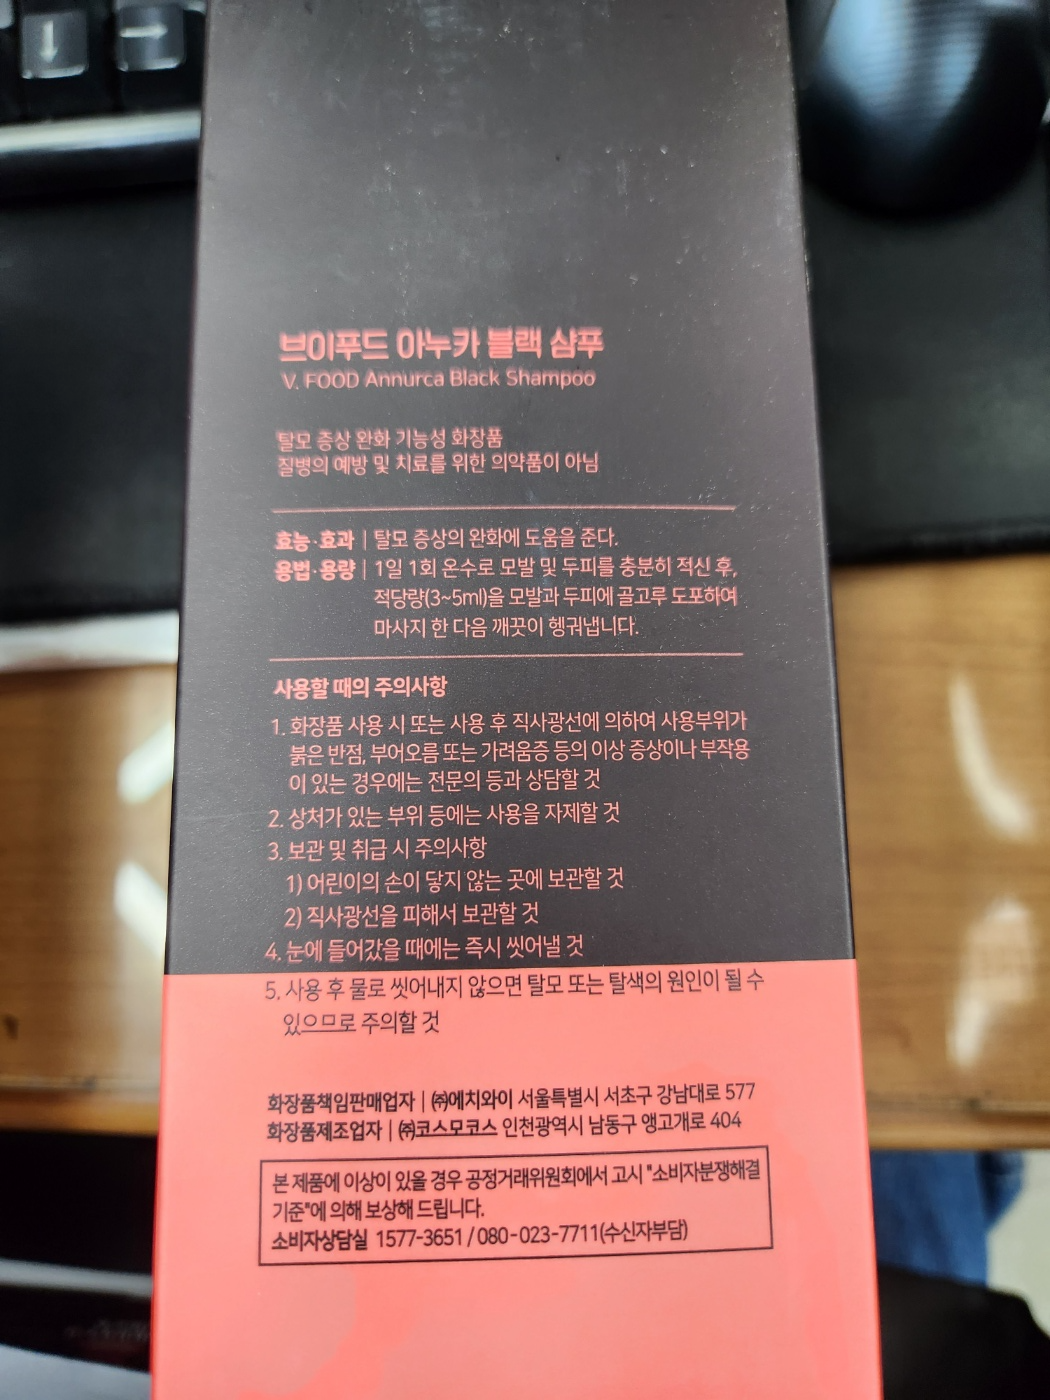 브이푸드 아누카 블랙 샴푸
V. FOOD Annurca Black Shampoo
탈모 증상 완화 기능성 화장품
질병의 예방 및 치료를 위한 의약품이 아님
효능·효과 | 탈모 증상의 완화에 도움을 준다.
용법·용량 | 1일 1회 온수로 모발 및 두피를 충분히 적신 후,
적당량(3~5ml)을 모발과 두피에 골고루 도포하여
마사지 한 다음 깨끗이 헹궈냅니다.
사용할 때의 주의사항
1. 화장품 사용 시 또는 사용 후 직사광선에 의하여 사용부위가
붉은 반점, 부어오름 또는 가려움증 등의 이상 증상이나 부작용
이 있는 경우에는 전문의 등과 상담할 것
2. 상처가 있는 부위 등에는 사용을 자제할 것
3. 보관 및 취급 시 주의사항
1) 어린이의 손이 닿지 않는 곳에 보관할 것
2) 직사광선을 피해서 보관할 것
4. 눈에 들어갔을 때에는 즉시 씻어낼 것
5. 사용 후 물로 씻어내지 않으면 탈모 또는 탈색의 원인이 될 수
있으므로 주의할 것
화장품책임판매업자 | ㈜에치와이 서울특별시 서초구 강남대로 577
화장품제조업자 | ㈜코스모코스 인천광역시 남동구 앵고개로 404
본 제품에 이상이 있을 경우 공정거래위원회에서 고시 "소비자분쟁해결
기준"에 의해 보상해 드립니다.
소비자상담실 1577-3651 / 080-023-7711(수신자부담)